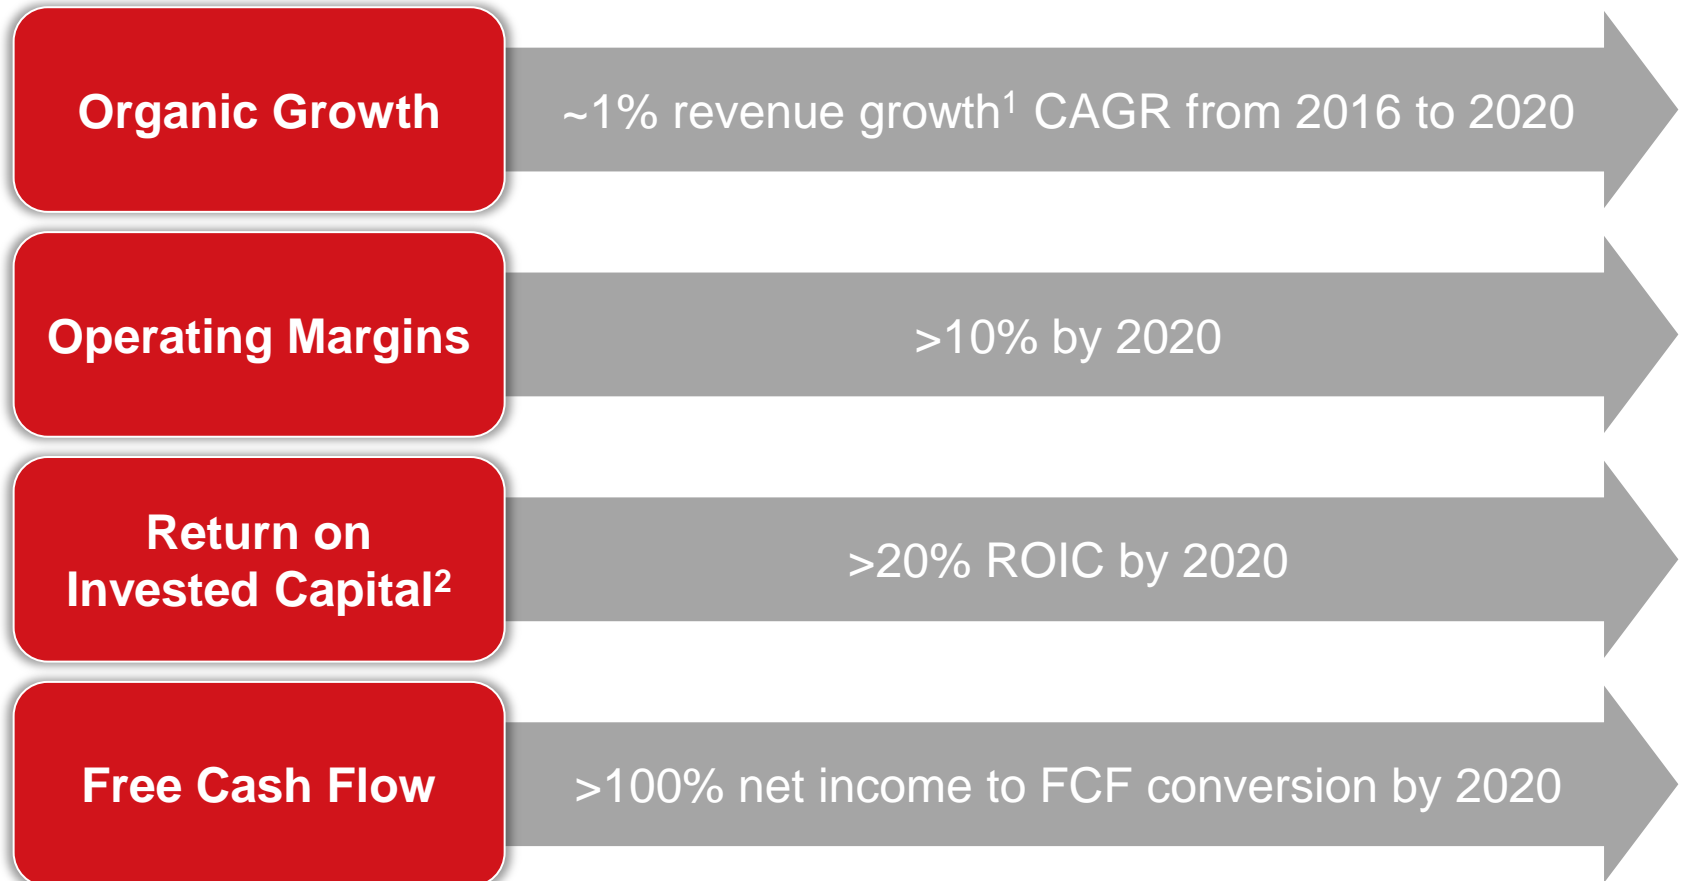 Organic Growth
~1% revenue growth¹ CAGR from 2016 to 2020
Operating Margins
>10% by 2020
Return on
Invested Capital²
>20% ROIC by 2020
Free Cash Flow
>100% net income to FCF conversion by 2020